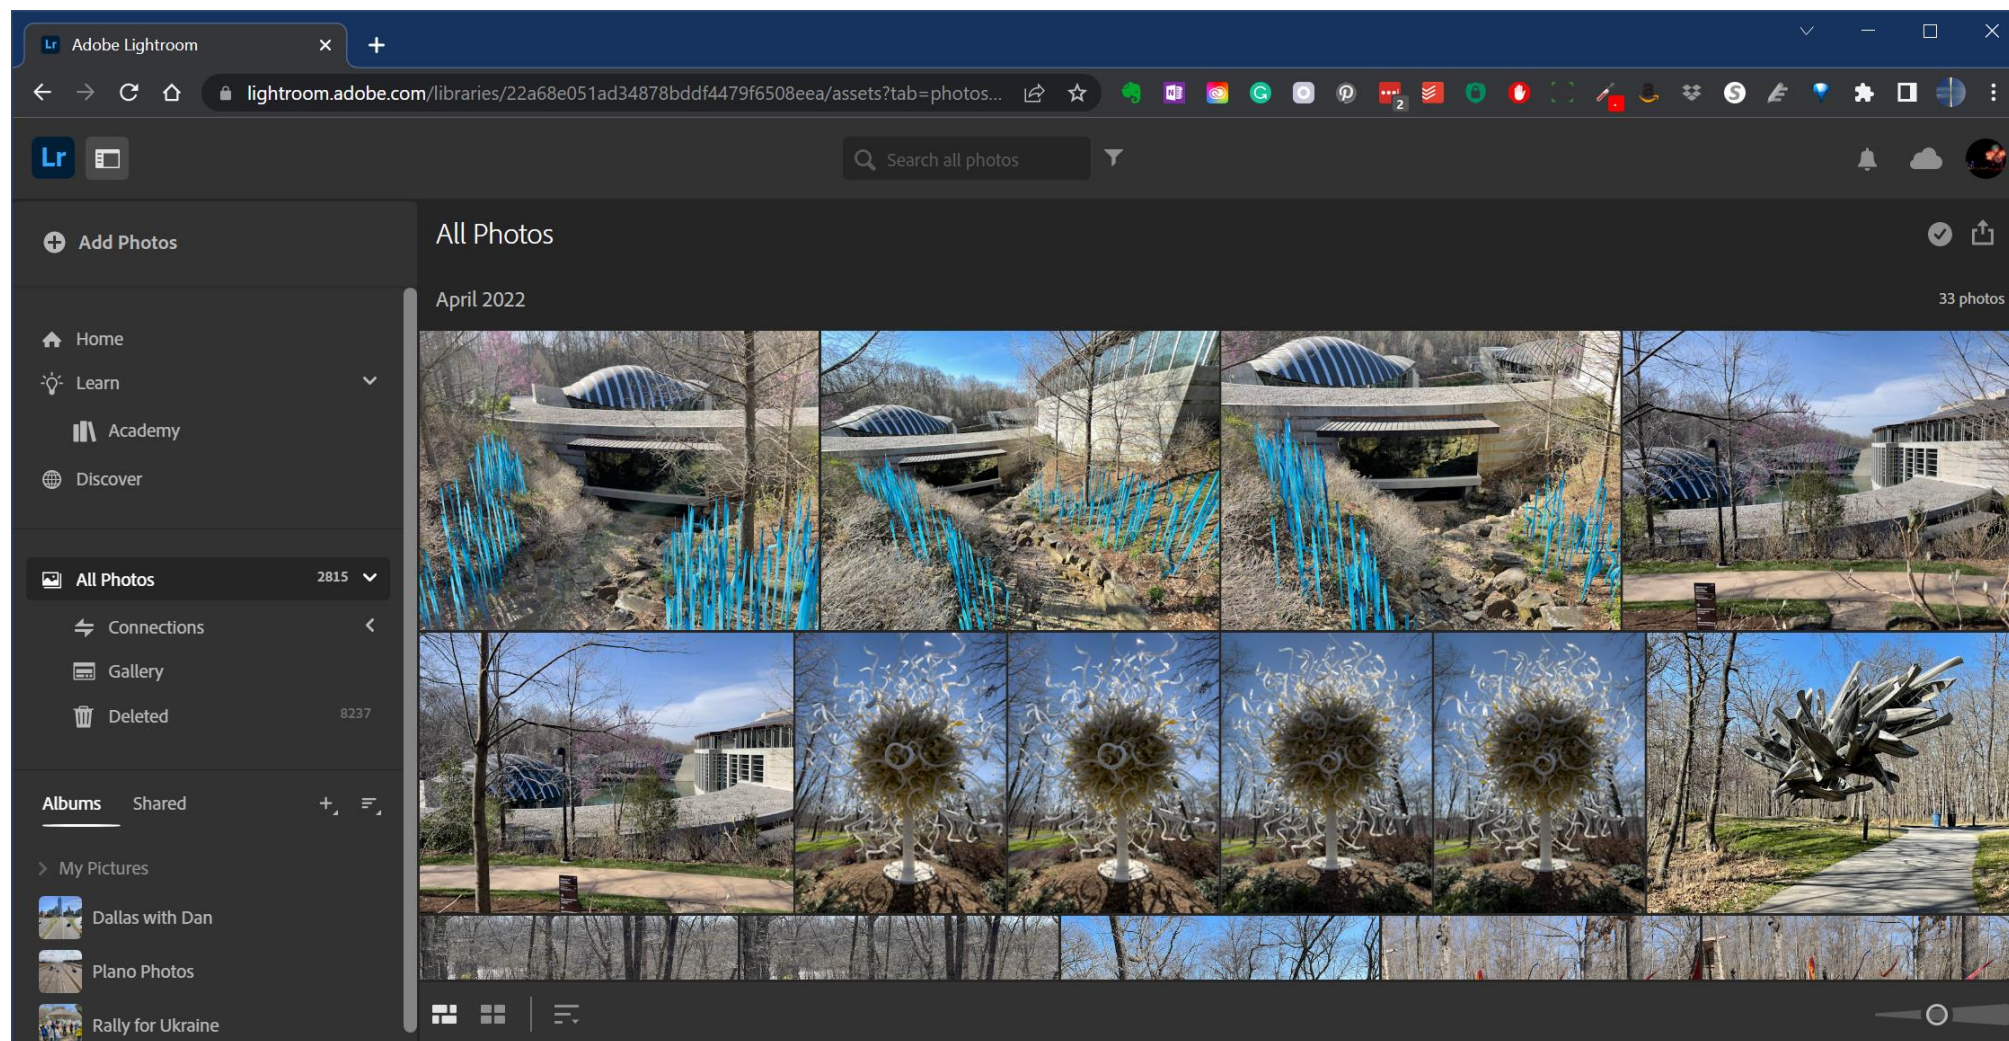 Lr Adobe Lightroom
lightroom.adobe.com/libraries/22a68e051ad34878bddf4479f6508eea/assets?tab=photos...
2
Lr
Search all photos
Add Photos
All Photos
April 2022
33 photos
Home
Learn
Academy
Discover
All Photos 2815
Connections
Gallery
Deleted 8237
Albums Shared
My Pictures
Dallas with Dan
Plano Photos
Rally for Ukraine